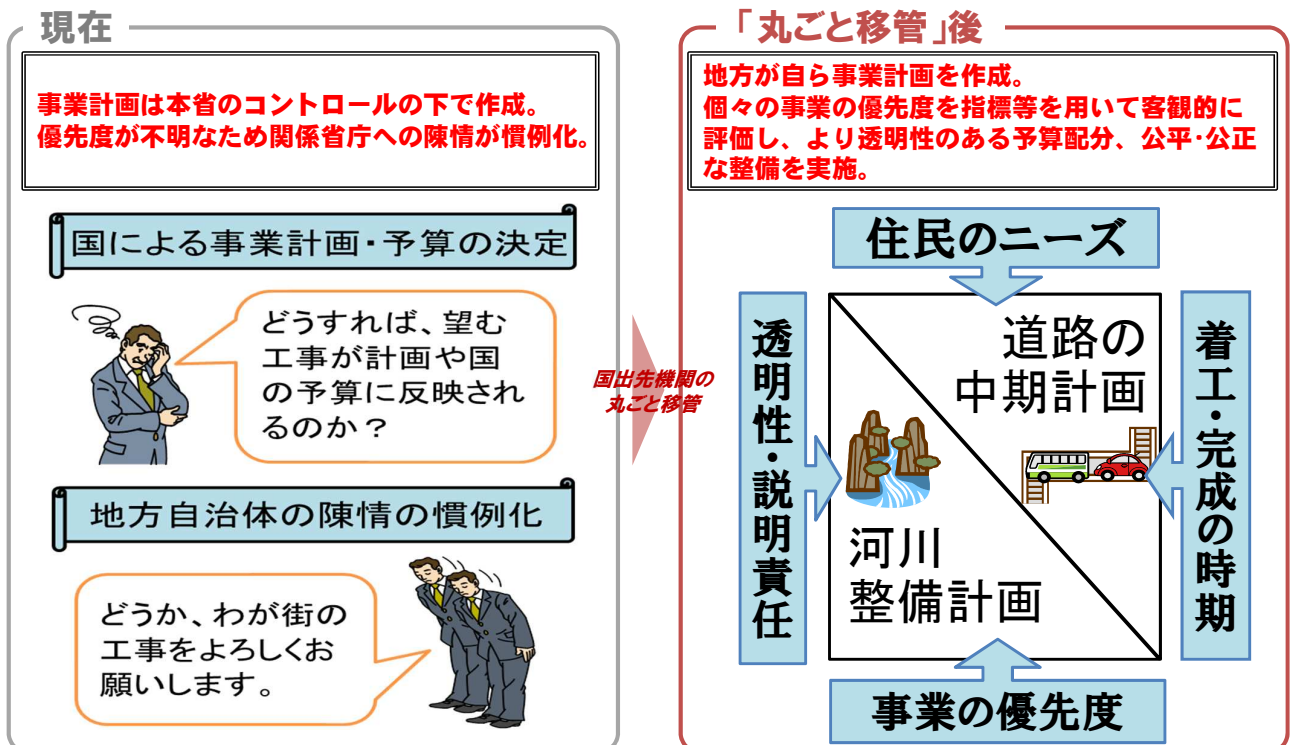 現在
事業計画は本省のコントロールの下で作成。
優先度が不明なため関係省庁への陳情が慣例化。
国による事業計画・予算の決定
どうすれば、望む
工事が計画や国
の予算に反映され
るのか？
地方自治体の陳情の慣例化
どうか、わが街の
工事をよろしくお
願いします。
国出先機関の
丸ごと移管
「丸ごと移管」後
地方が自ら事業計画を作成。
個々の事業の優先度を指標等を用いて客観的に
評価し、より透明性のある予算配分、公平･公正
な整備を実施。
住民のニーズ
透明性・説明責任
道路の
中期計画
河川
整備計画
着工・完成の時期
事業の優先度